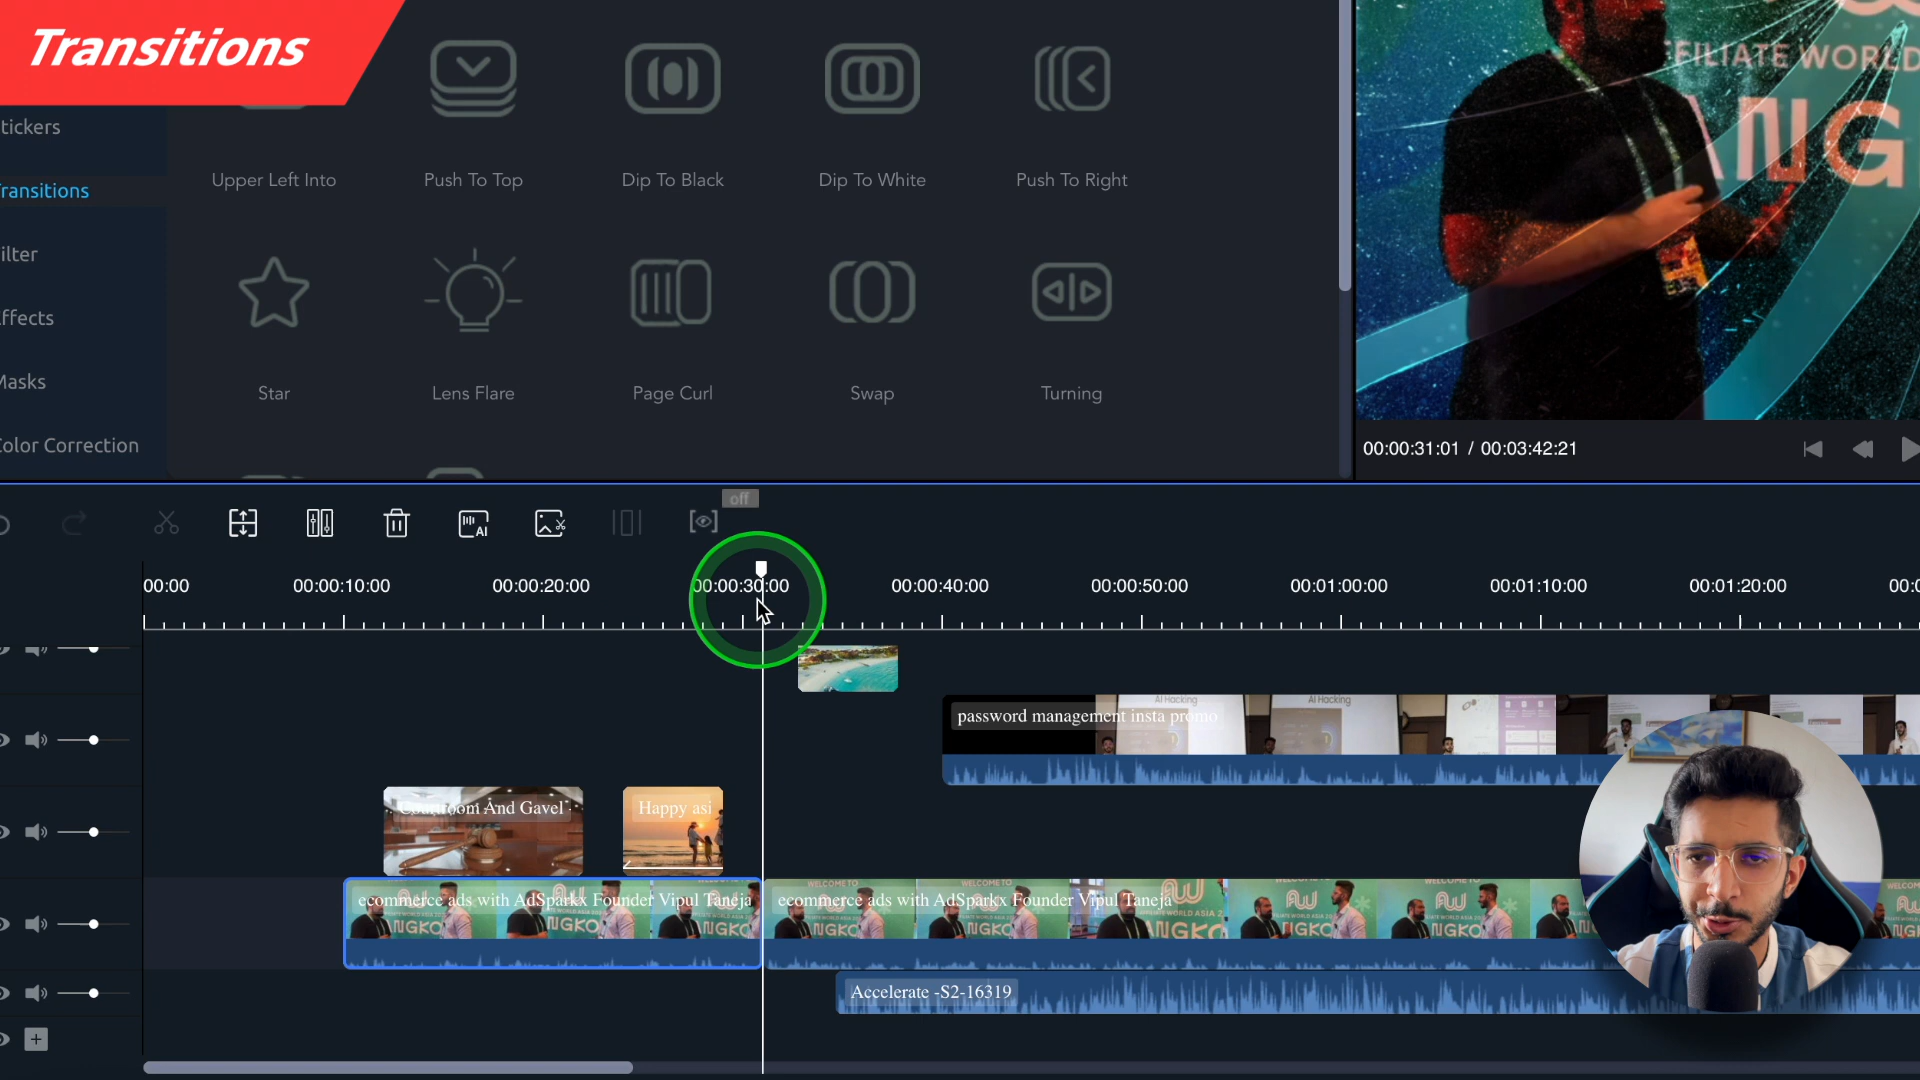 Transitions
tickers
ransitions
ilter
ffects
Masks
Color Correction
Upper Left Into
Push To Top
Dip To Black
Dip To White
Push To Right
Star
Lens Flare
Page Curl
Swap
Turning
FFILIATE WORLD
ANG
00:00:31:01 / 00:03:42:21
off
AI
00:00
00:00:10:00
00:00:20:00
00:00:30:00
00:00:40:00
00:00:50:00
00:01:00:00
00:01:10:00
00:01:20:00
00:0
AI Hacking
AI Hacking
password management insta promo
Courtroom And Gavel -
Happy asi
ecommerce ads with AdSparkx Founder Vipul Taneja
ecommerce ads with AdSparkx Founder Vipul Taneja
Accelerate -S2-16319